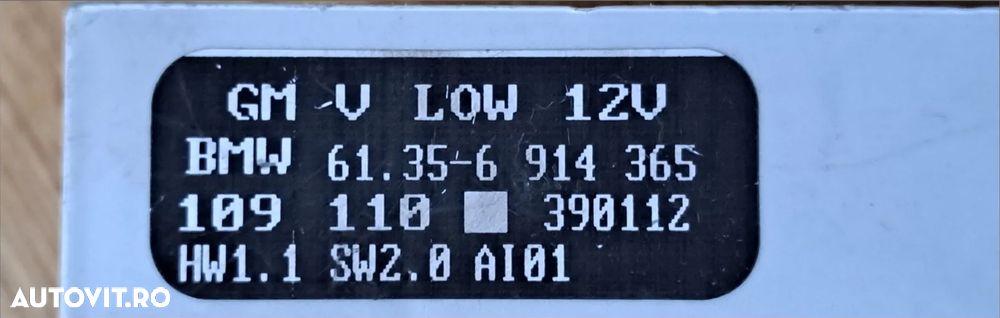 GM V LOW 12V
BMW 61.35-6 914 365
109 110 390112
HW1.1 SW2.0 AI01
AUTOVIT.RO